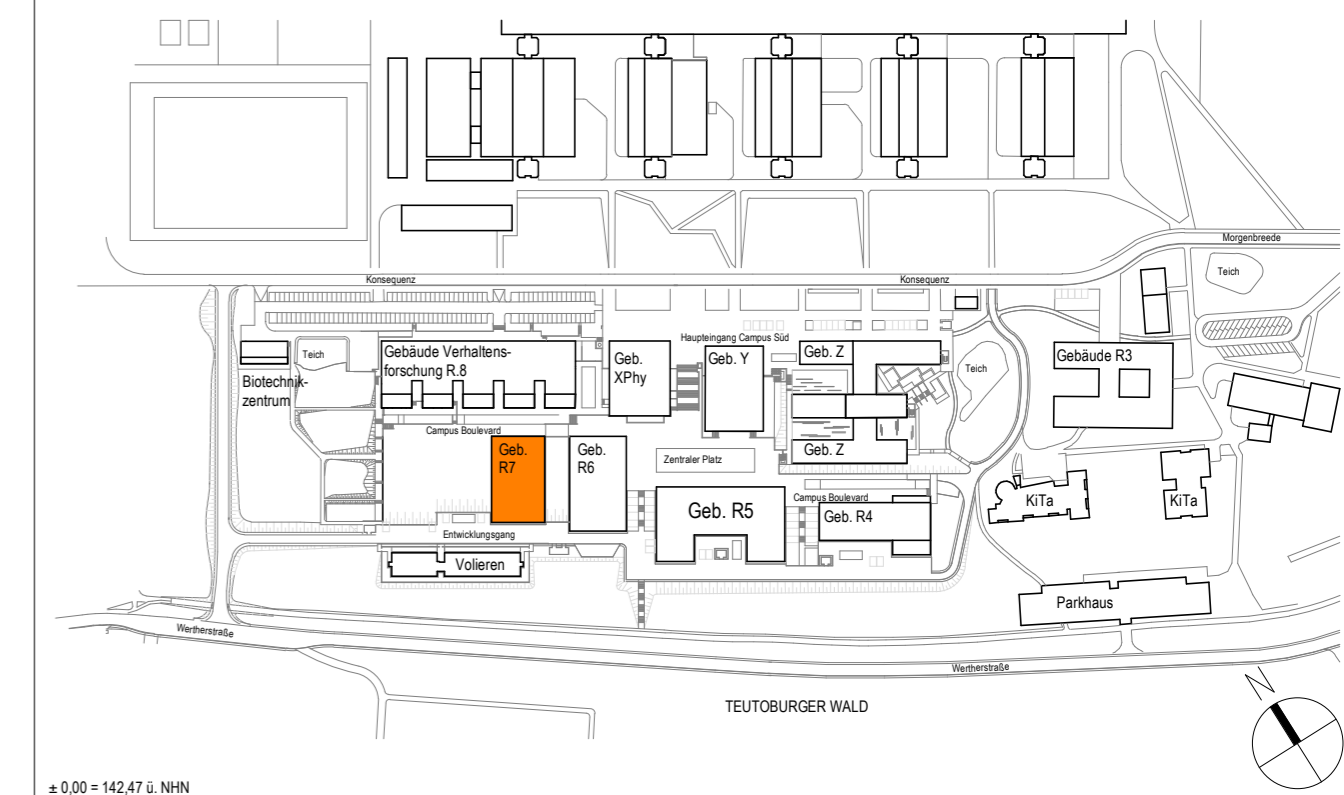 Morgenbreede
Konsequenz
Konsequenz
Teich
Haupteingang Campus Süd
Teich
Gebäude Verhaltens-
forschung R.8
Geb.
XPhy
Geb. Y
Geb. Z
Gebäude R3
Teich
Biotechnik-
zentrum
Campus Boulevard
Geb.
R7
Geb.
R6
Zentraler Platz
Geb. Z
Campus Boulevard
Geb. R5
Geb. R4
KiTa
KiTa
Entwicklungsgang
Volieren
Parkhaus
Wertherstraße
Wertherstraße
TEUTOBURGER WALD
N
± 0,00 = 142,47 ü. NHN